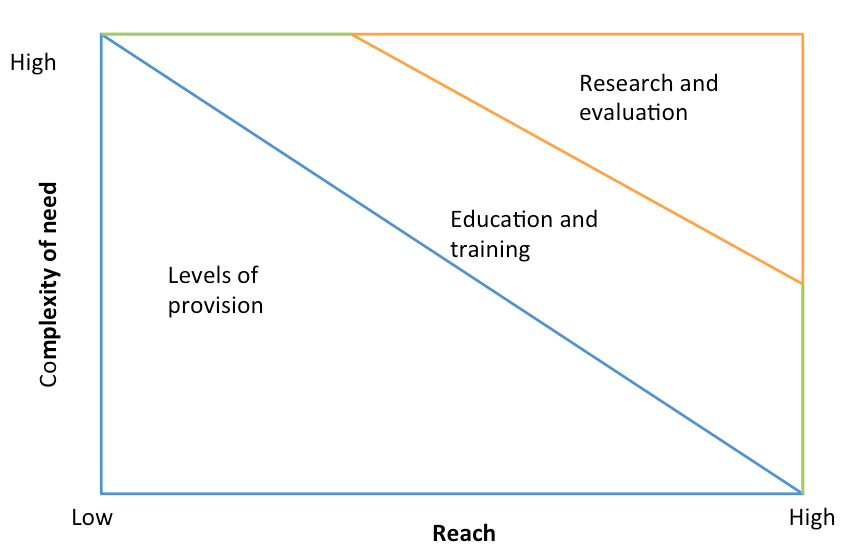 High
Research and
evaluation
Education and
training
Levels of
provision
Complexity of need
Low
High
Reach